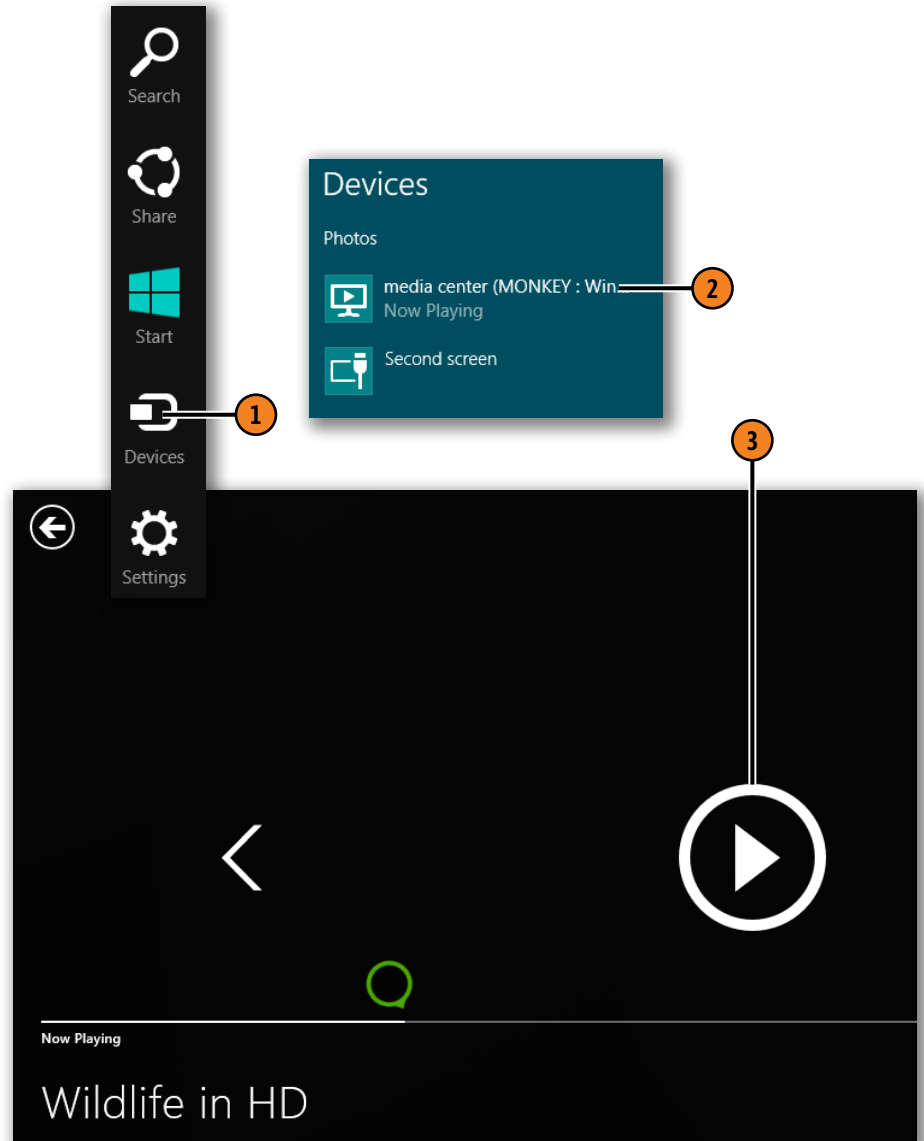 Search
Share
Start
Devices
Settings
Devices
Photos
media center (MONKEY : Win...
Now Playing
Second screen
1
2
3
Now Playing
Wildlife in HD